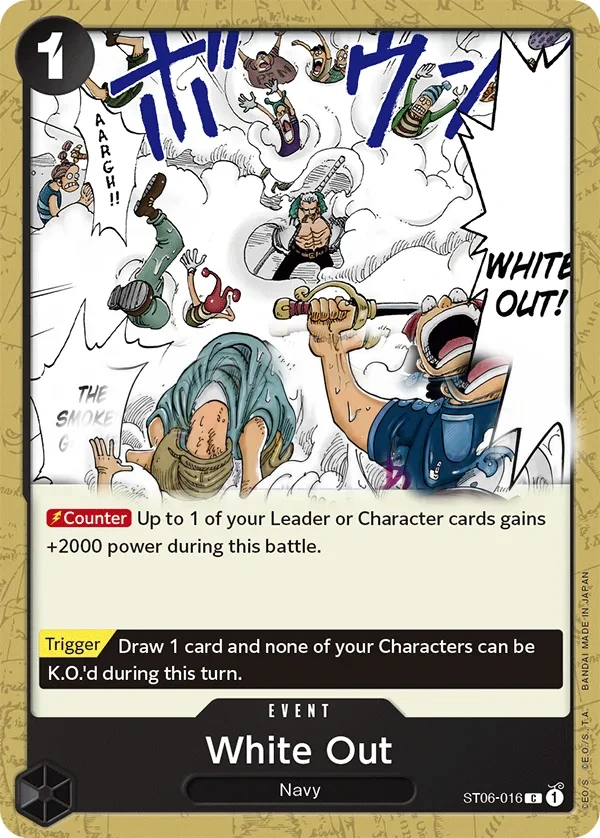 1
ボ ウン
AARGH!!
WHITE
OUT!
THE
SMOKE
G
Counter Up to 1 of your Leader or Character cards gains
+2000 power during this battle.
Trigger Draw 1 card and none of your Characters can be
K.O.'d during this turn.
EVENT
White Out
Navy
ST06-016 C 1
©E.O./S. ©E.O./S.,T.A. BANDAI MADE IN JAPAN